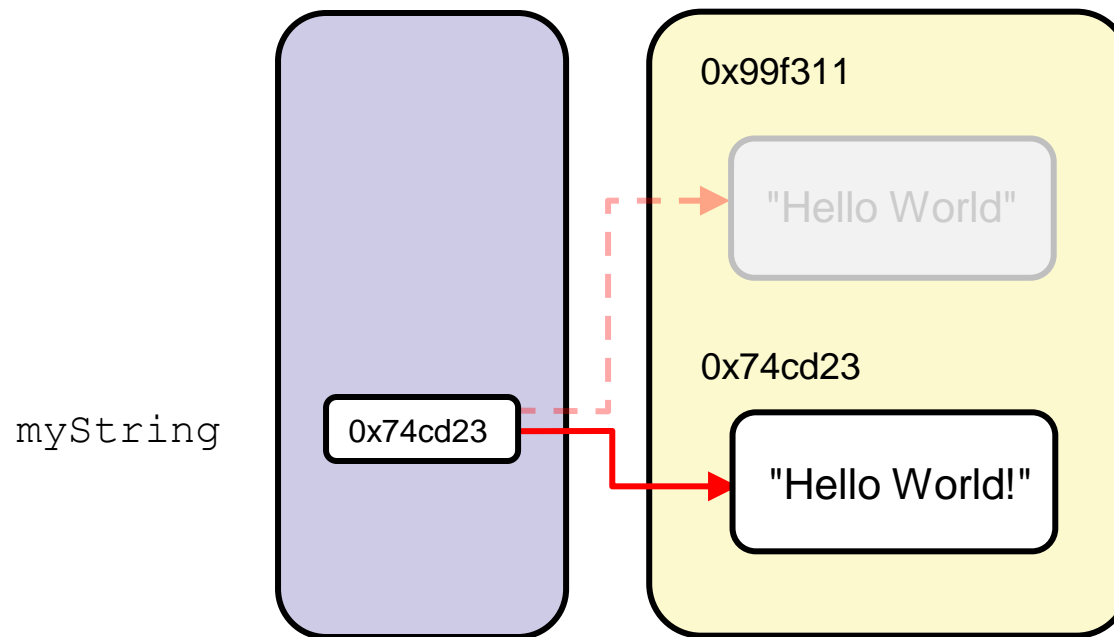 0x99f311
"Hello World"
0x74cd23
myString
0x74cd23
"Hello World!"